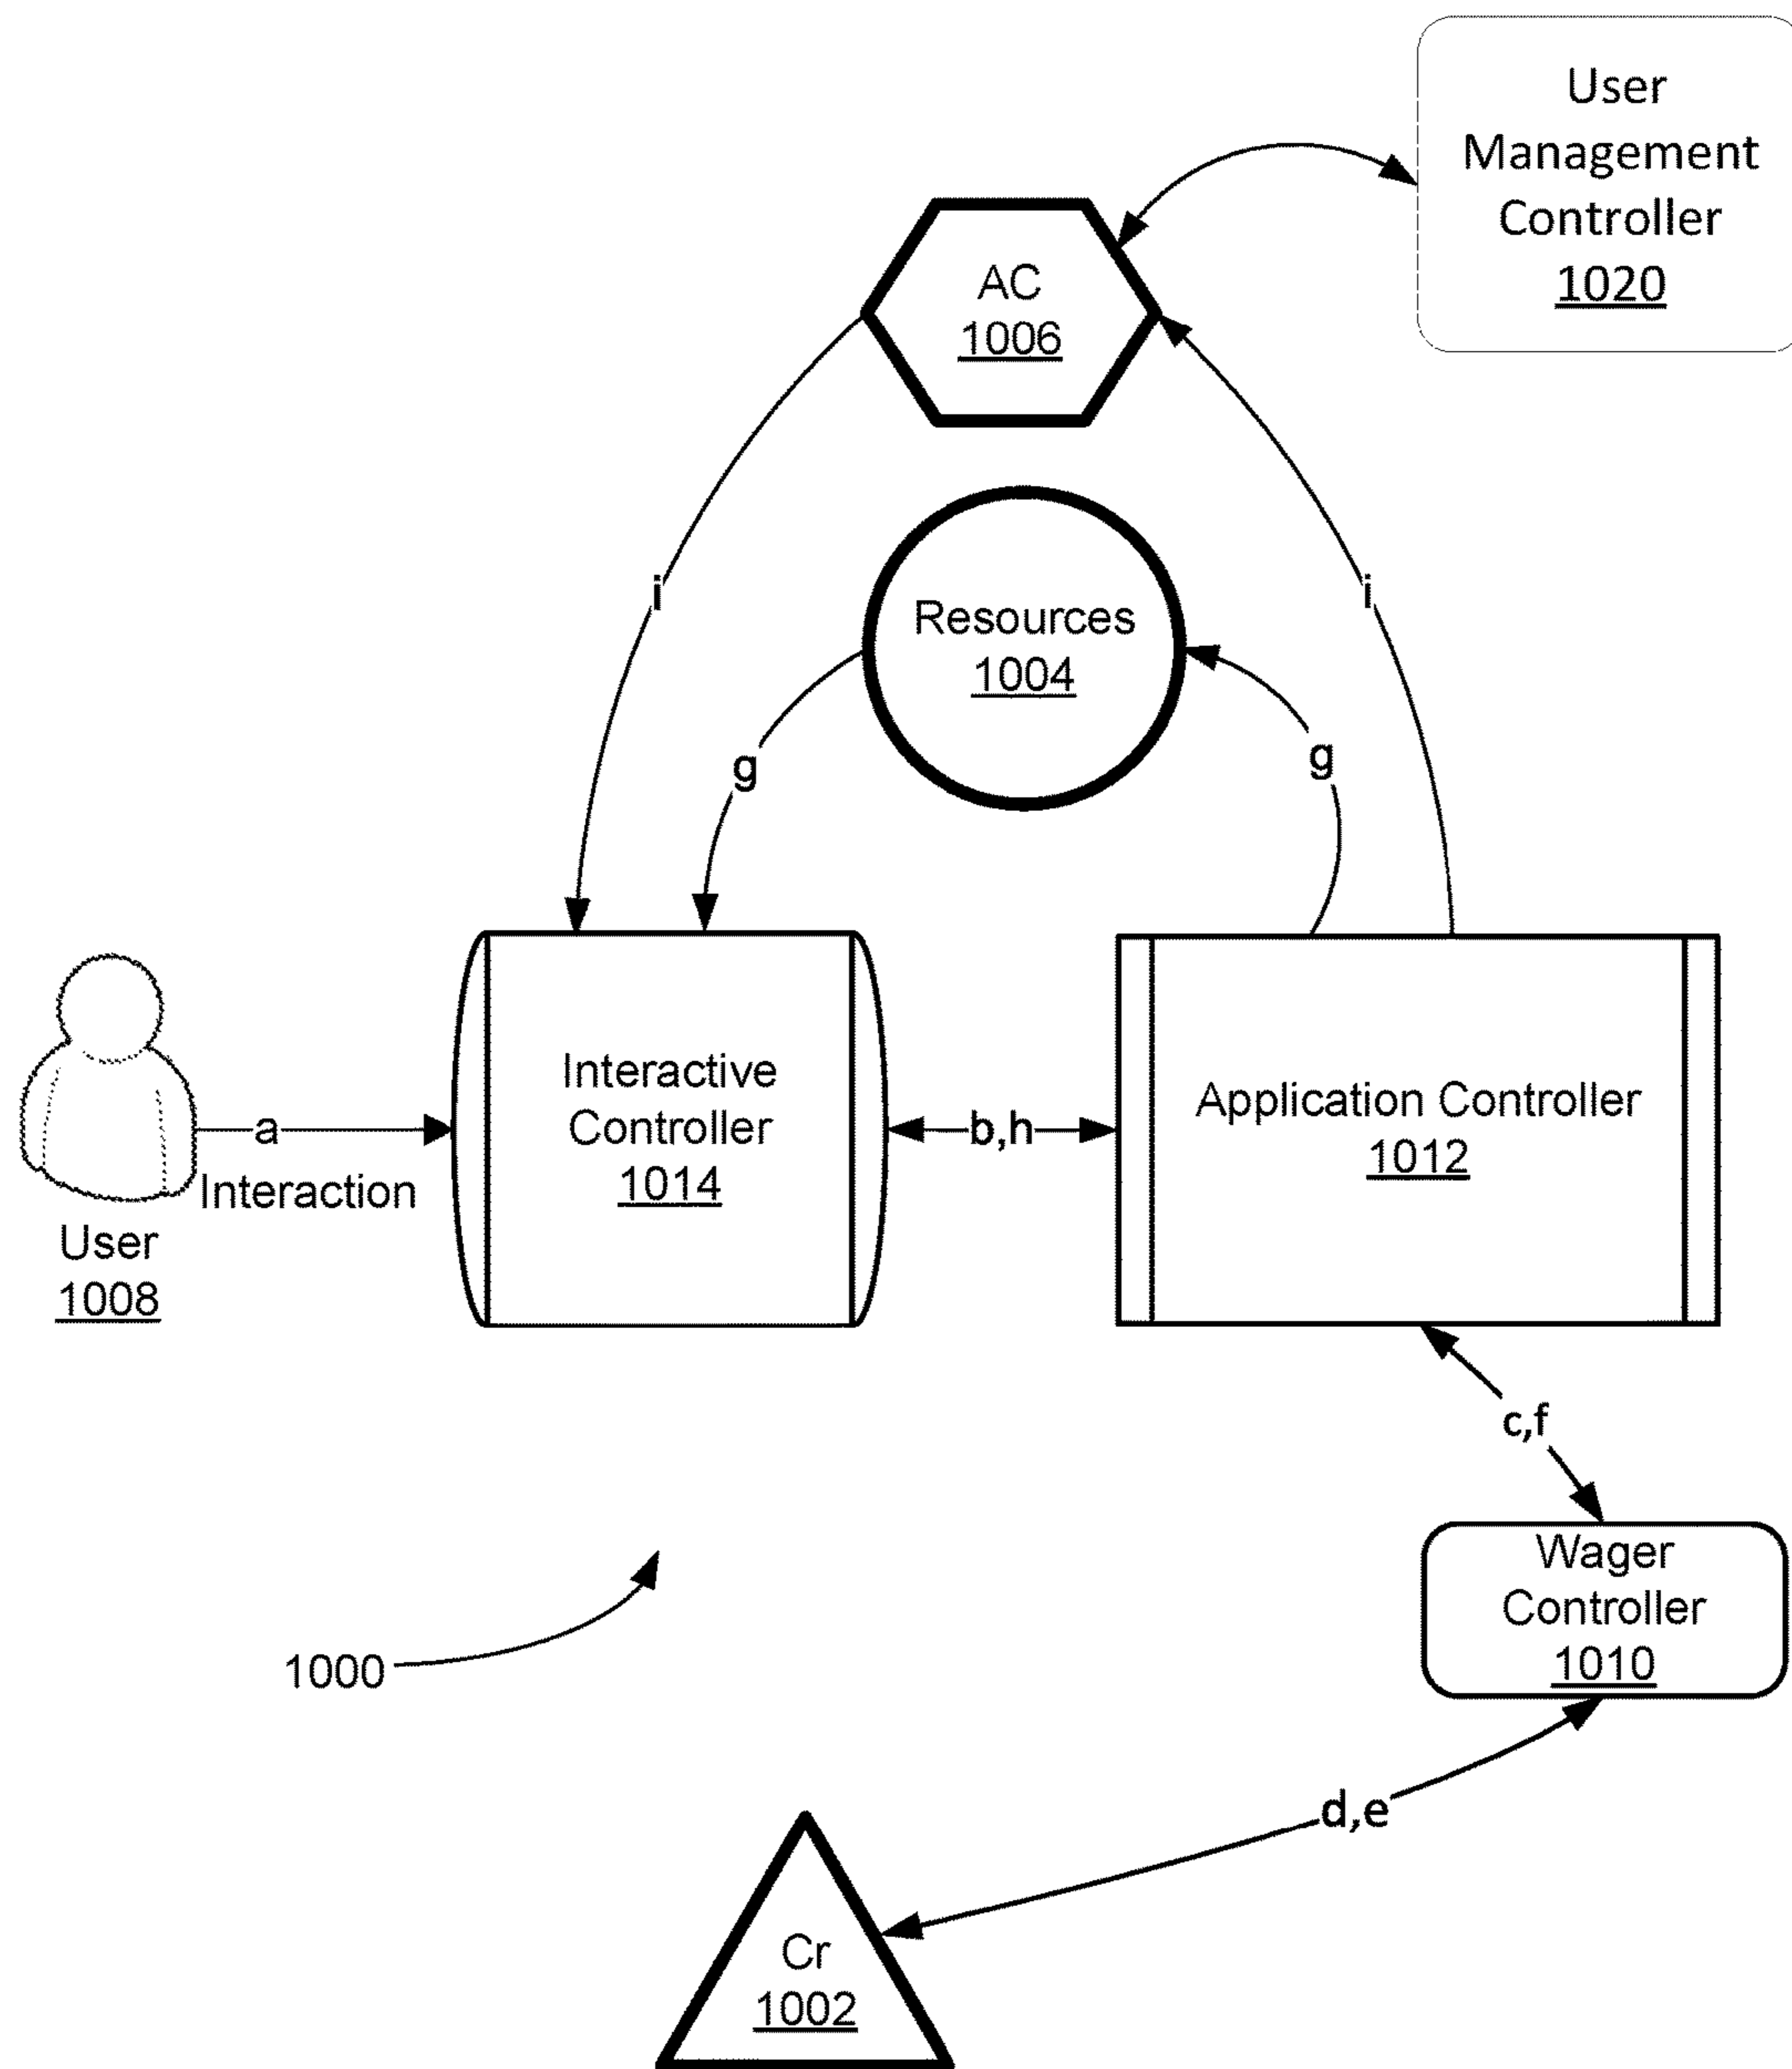 User
Management
Controller
1020
AC
1006
i
i
Resources
1004
g
g
Interactive
Controller
1014
Application Controller
1012
a
Interaction
b,h
User
1008
c,f
Wager
Controller
1010
1000
d,e
Cr
1002